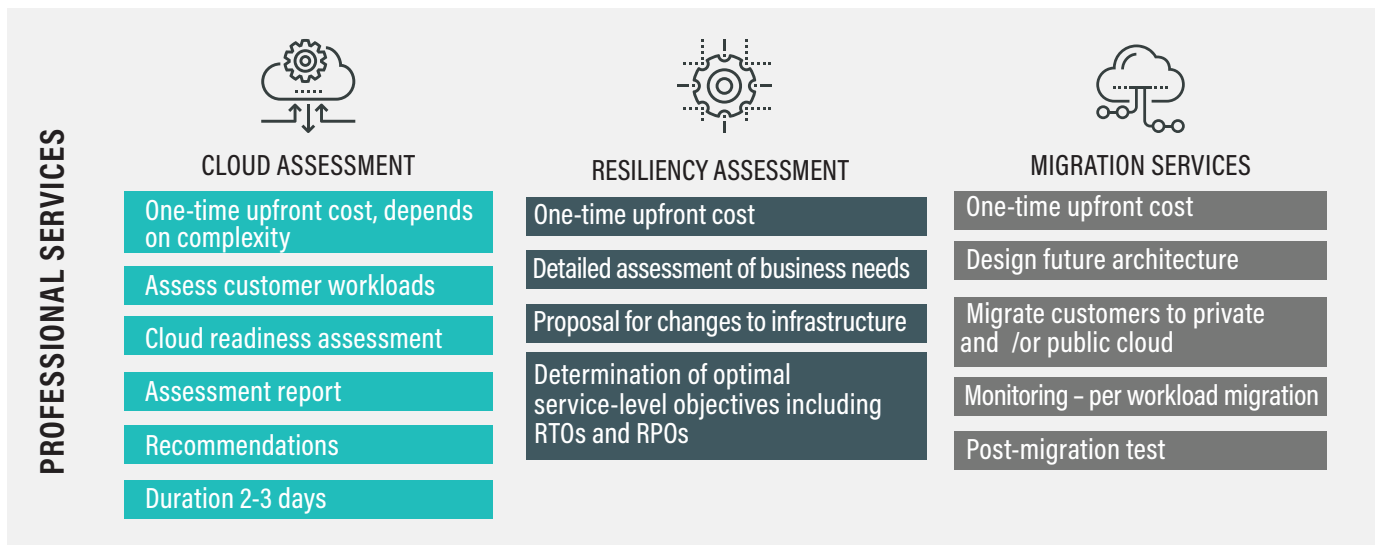 PROFESSIONAL SERVICES
CLOUD ASSESSMENT
One-time upfront cost, depends
on complexity
Assess customer workloads
Cloud readiness assessment
Assessment report
Recommendations
Duration 2-3 days
RESILIENCY ASSESSMENT
One-time upfront cost
Detailed assessment of business needs
Proposal for changes to infrastructure
Determination of optimal
service-level objectives including
RTOs and RPOs
MIGRATION SERVICES
One-time upfront cost
Design future architecture
Migrate customers to private
and /or public cloud
Monitoring – per workload migration
Post-migration test